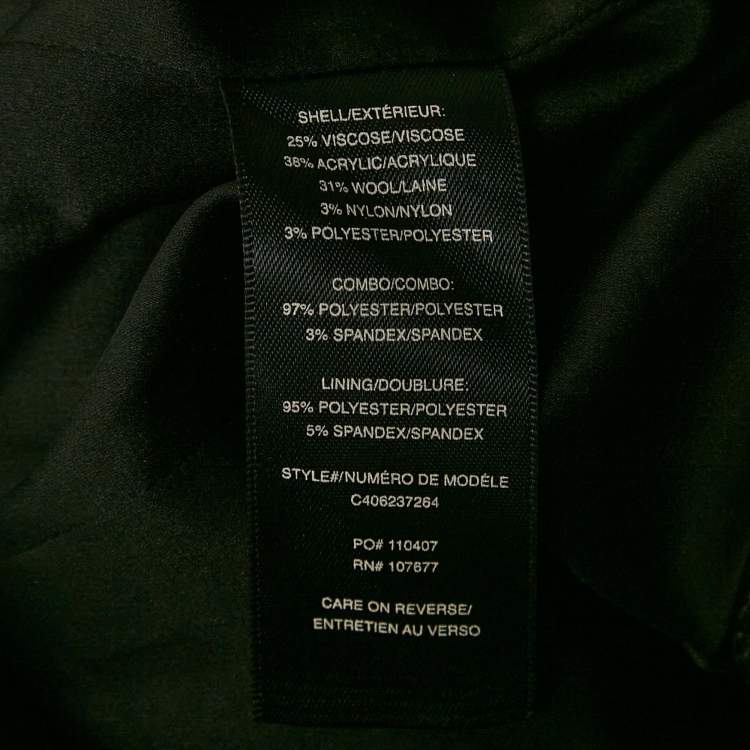 SHELL/EXTÉRIEUR:
25% VISCOSE/VISCOSE
38% ACRYLIC/ACRYLIQUE
31% WOOL/LAINE
3% NYLON/NYLON
3% POLYESTER/POLYESTER
COMBO/COMBO:
97% POLYESTER/POLYESTER
3% SPANDEX/SPANDEX
LINING/DOUBLURE:
95% POLYESTER/POLYESTER
5% SPANDEX/SPANDEX
STYLE#/NUMÉRO DE MODÉLE
C406237264
PO# 110407
RN# 107677
CARE ON REVERSE/
ENTRETIEN AU VERSO